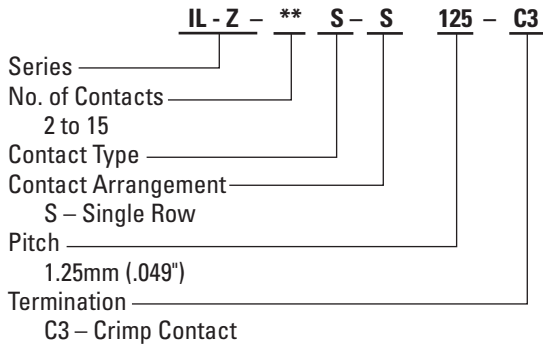 IL - Z – ** S – S 125 – C3
Series
No. of Contacts
2 to 15
Contact Type
Contact Arrangement
S – Single Row
Pitch
1.25mm (.049")
Termination
C3 – Crimp Contact